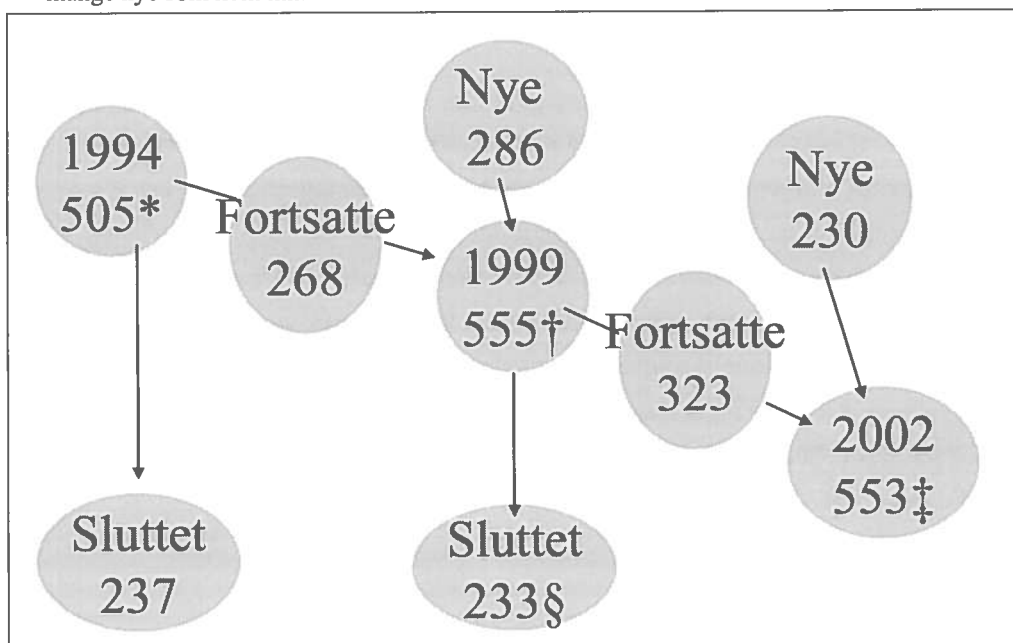 1994
505*
Fortsatte
268
Nye
286
1999
555†
Fortsatte
323
Nye
230
2002
553‡
Sluttet
237
Sluttet
233§